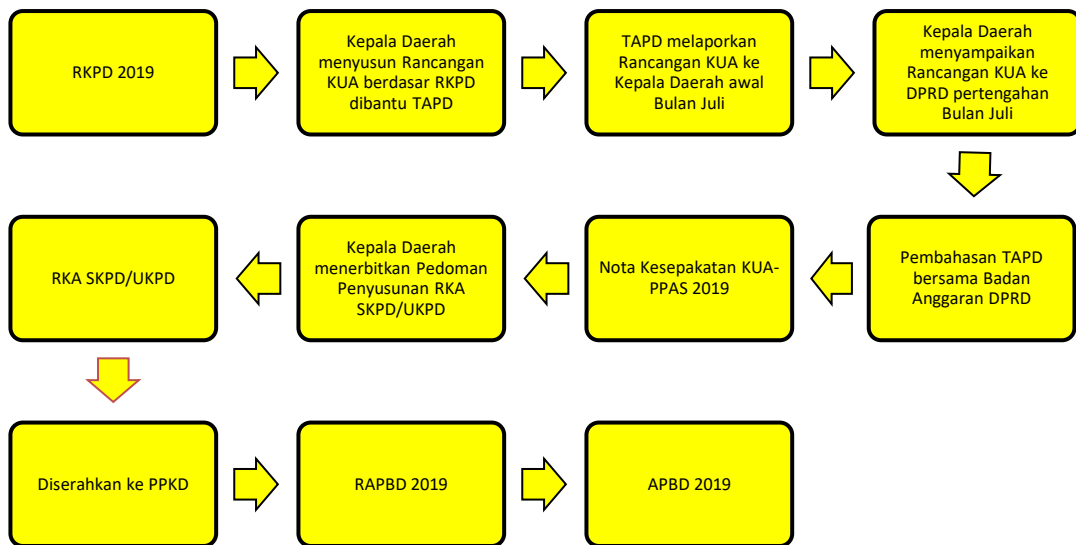 RKPD 2019
Kepala Daerah
menyusun Rancangan
KUA berdasar RKPD
dibantu TAPD
TAPD melaporkan
Rancangan KUA ke
Kepala Daerah awal
Bulan Juli
Kepala Daerah
menyampaikan
Rancangan KUA ke
DPRD pertengahan
Bulan Juli
Pembahasan TAPD
bersama Badan
Anggaran DPRD
Nota Kesepakatan KUA-
PPAS 2019
Kepala Daerah
menerbitkan Pedoman
Penyusunan RKA
SKPD/UKPD
RKA SKPD/UKPD
Diserahkan ke PPKD
RAPBD 2019
APBD 2019